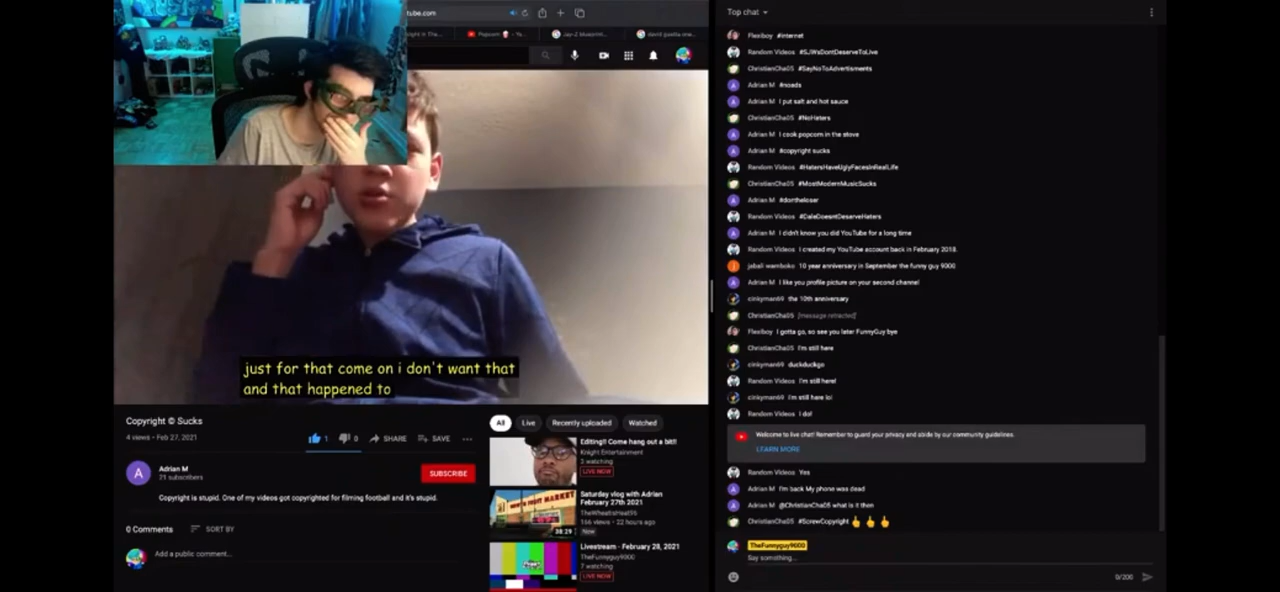 tube.com
Popcorn
Jay-Z blueprint...
david guetta one...
just for that come on i don't want that
and that happened to
Copyright © Sucks
4 views • Feb 27, 2021
1
0
SHARE
SAVE
A
Adrian M
21 subscribers
SUBSCRIBE
Copyright is stupid. One of my videos got copyrighted for filming football and it's stupid.
0 Comments
SORT BY
Add a public comment...
All
Live
Recently uploaded
Watched
Editing!! Come hang out a bit!!
Knight Entertainment
3 watching
LIVE NOW
Saturday vlog with Adrian
February 27th 2021
TheWheatIsHeat95
166 views • 22 hours ago
New
38:29
Livestream - February 28, 2021
TheFunnyguy9000
7 watching
LIVE NOW
Top chat
Flexiboy #internet
Random Videos #SJWsDontDeserveToLive
ChristianCha05 #SayNoToAdvertisments
Adrian M #noads
Adrian M I put salt and hot sauce
ChristianCha05 #NoHaters
Adrian M I cook popcorn in the stove
Adrian M #copyright sucks
Random Videos #HatersHaveUglyFacesInRealLife
ChristianCha05 #MostModernMusicSucks
Adrian M #dontheloser
Random Videos #CaleDoesntDeserveHaters
Adrian M I didn't know you did YouTube for a long time
Random Videos I created my YouTube account back in February 2018.
jabali wamboko 10 year anniversary in September the funny guy 9000
Adrian M I like you profile picture on your second channel
cinkyman69 the 10th anniversary
ChristianCha05 [message retracted]
Flexiboy I gotta go, so see you later FunnyGuy bye
ChristianCha05 I'm still here
cinkyman69 duckduckgo
Random Videos I'm still here!
cinkyman69 I'm still here lol
Random Videos I do!
Welcome to live chat! Remember to guard your privacy and abide by our community guidelines.
LEARN MORE
Random Videos Yes
Adrian M I'm back My phone was dead
Adrian M @ChristianCha05 what is it then
ChristianCha05 #ScrewCopyright
TheFunnyguy9000
Say something...
0/200